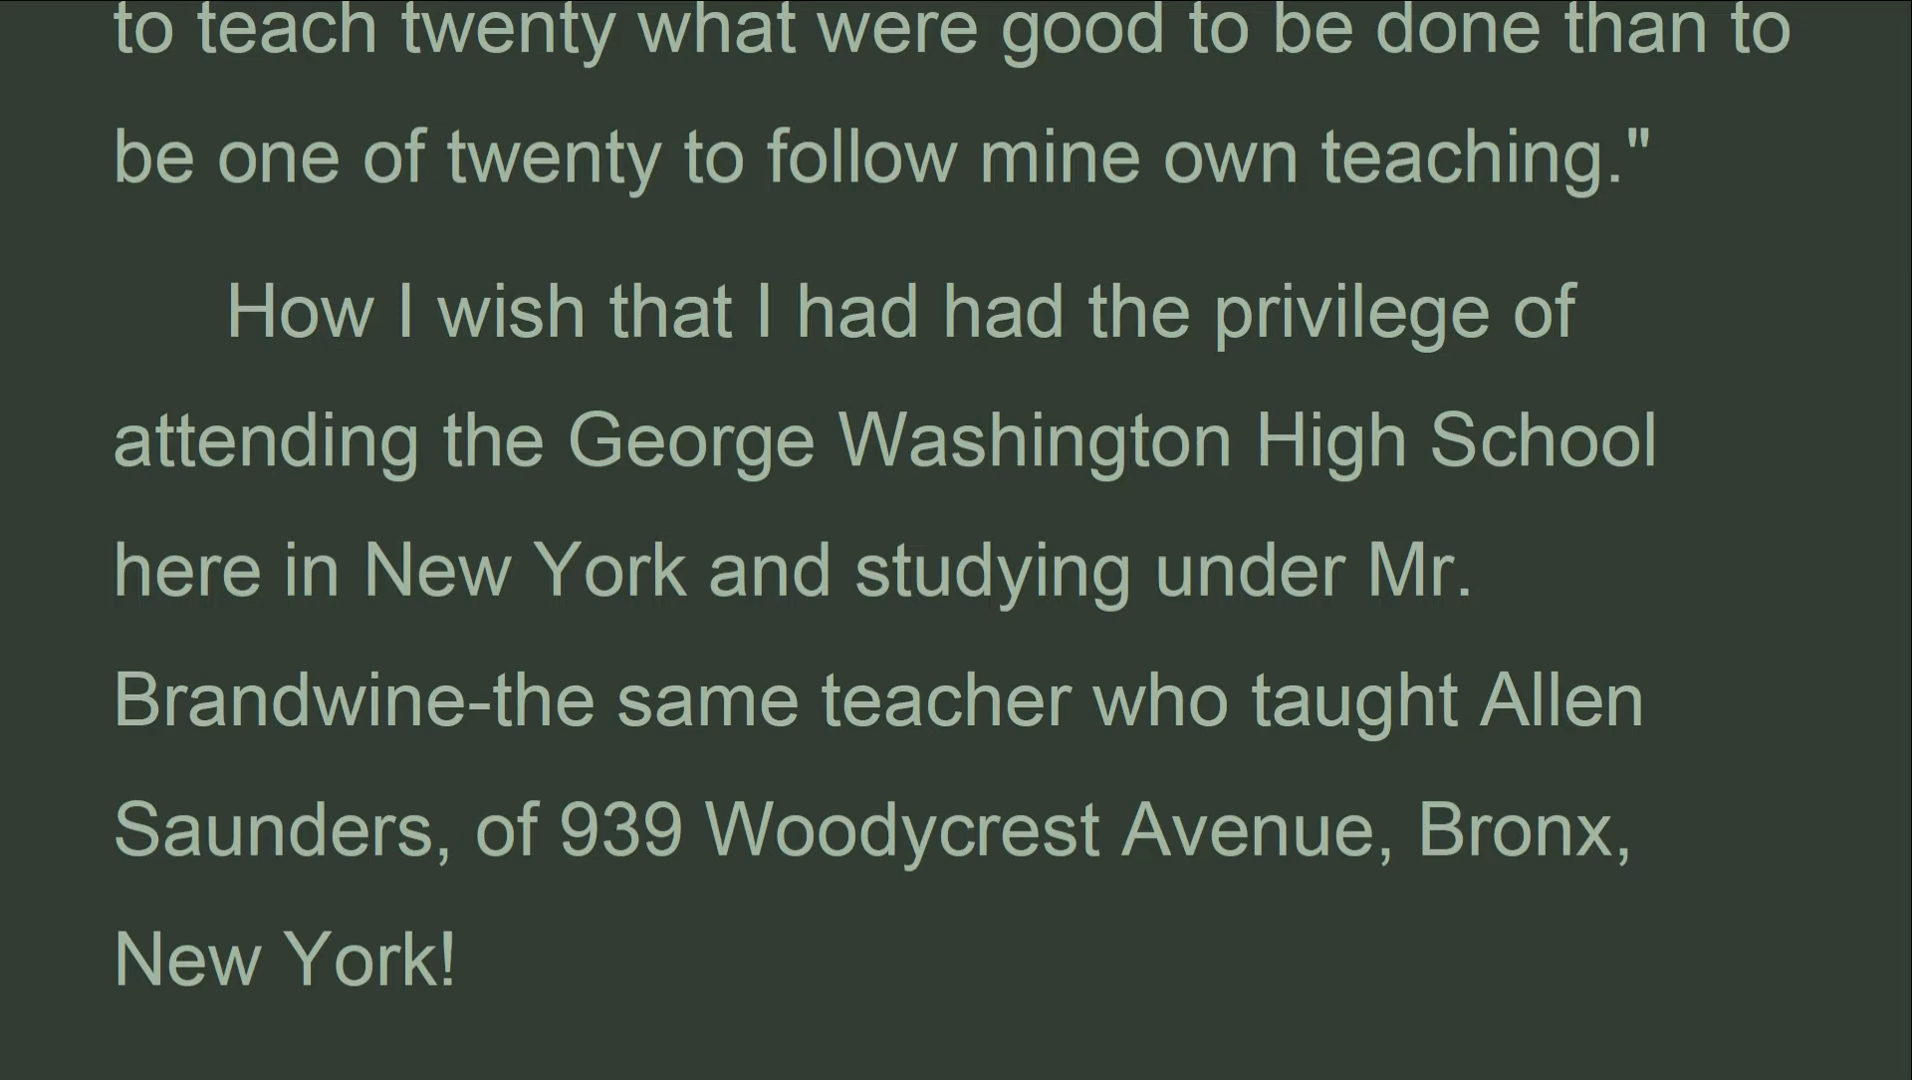 to teach twenty what were good to be done than to
be one of twenty to follow mine own teaching."
How I wish that I had had the privilege of
attending the George Washington High School
here in New York and studying under Mr.
Brandwine-the same teacher who taught Allen
Saunders, of 939 Woodycrest Avenue, Bronx,
New York!